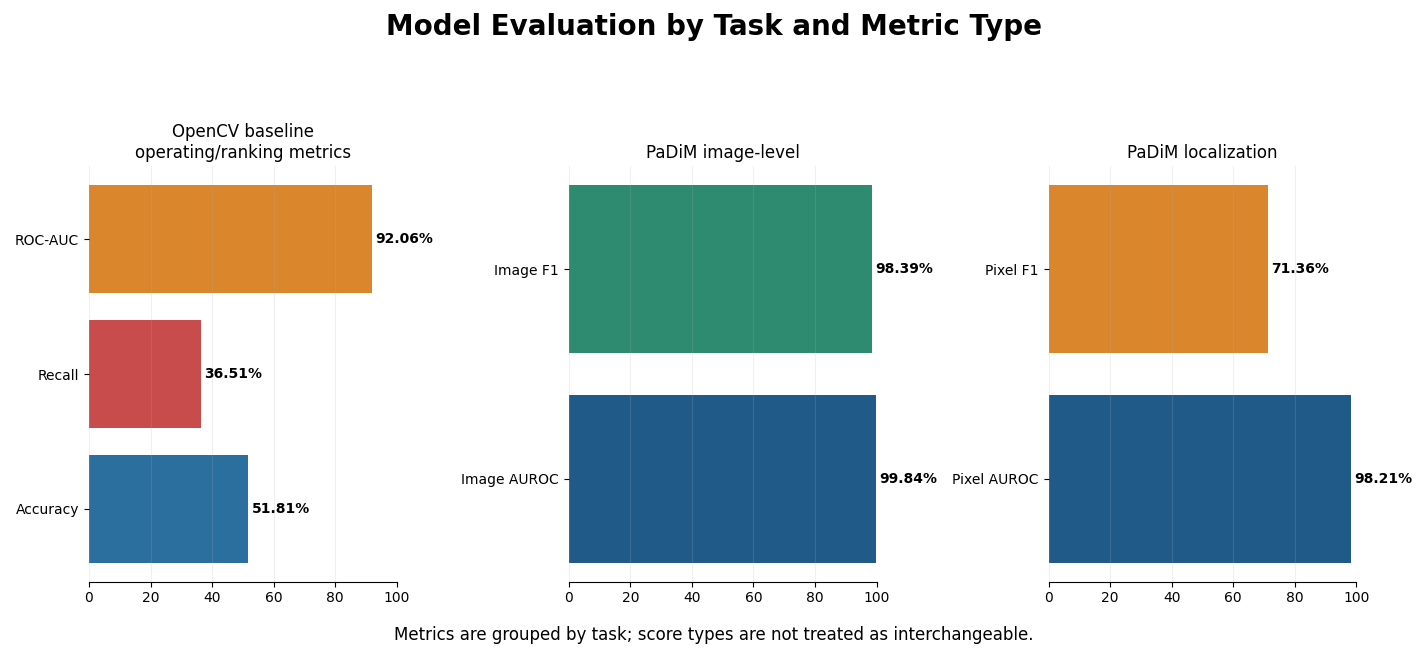 Model Evaluation by Task and Metric Type
OpenCV baseline
operating/ranking metrics
ROC-AUC
92.06%
Recall
36.51%
Accuracy
51.81%
0 20 40 60 80 100
PaDiM image-level
Image F1
98.39%
Image AUROC
99.84%
0 20 40 60 80 100
PaDiM localization
Pixel F1
71.36%
Pixel AUROC
98.21%
0 20 40 60 80 100
Metrics are grouped by task; score types are not treated as interchangeable.